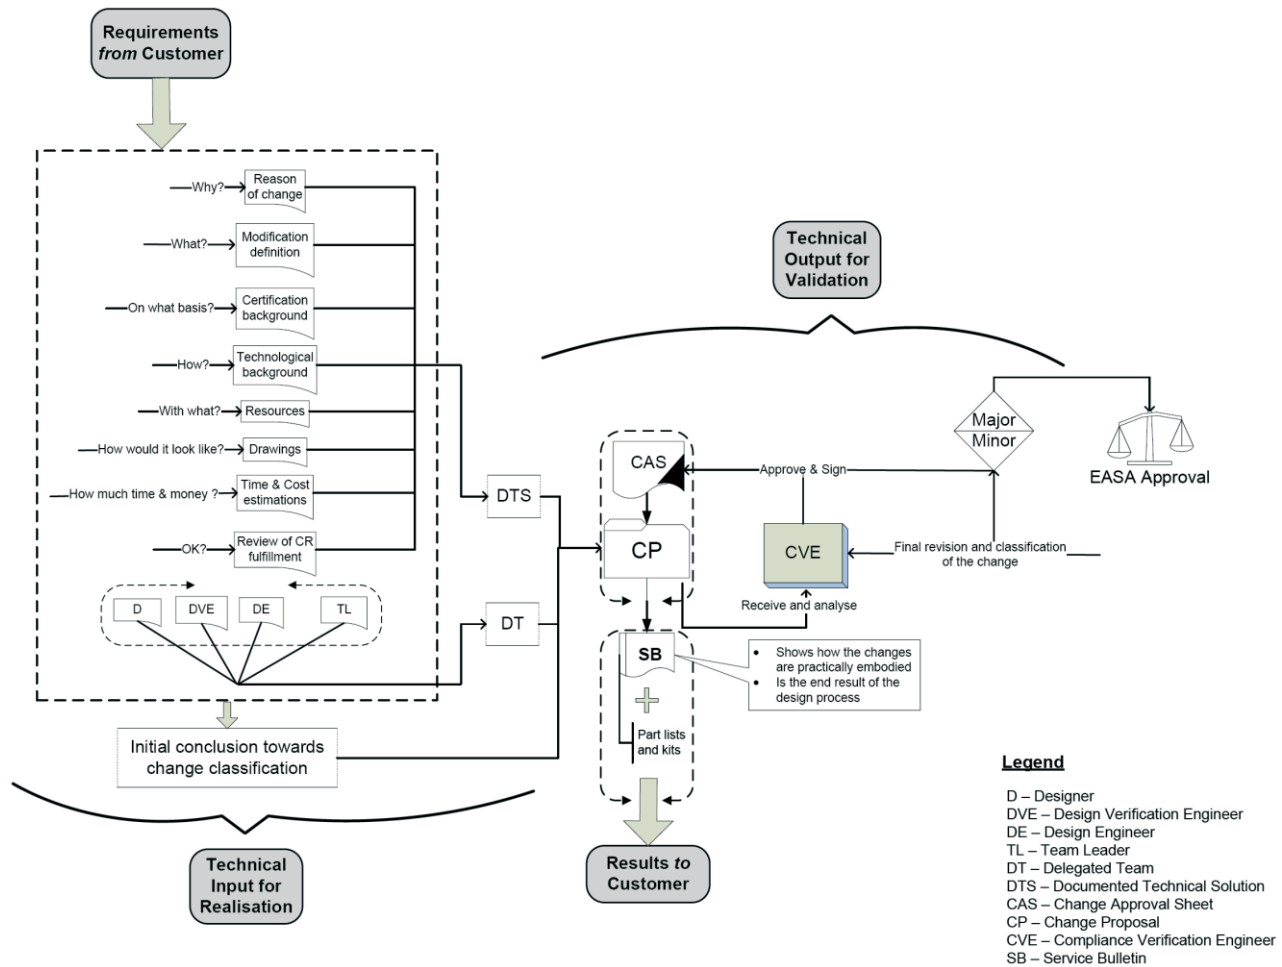 Requirements
from Customer
Why?
Reason
of change
What?
Modification
definition
On what basis?
Certification
background
How?
Technological
background
With what?
Resources
How would it look like?
Drawings
How much time & money ?
Time & Cost
estimations
OK?
Review of CR
fulfillment
D
DVE
DE
TL
Initial conclusion towards
change classification
Technical
Input for
Realisation
DTS
DT
Technical
Output for
Validation
CAS
CP
Approve & Sign
CVE
Receive and analyse
Final revision and classification
of the change
Major
Minor
EASA Approval
SB
• Shows how the changes
are practically embodied
• Is the end result of the
design process
Part lists
and kits
Results to
Customer
Legend
D – Designer
DVE – Design Verification Engineer
DE – Design Engineer
TL – Team Leader
DT – Delegated Team
DTS – Documented Technical Solution
CAS – Change Approval Sheet
CP – Change Proposal
CVE – Compliance Verification Engineer
SB – Service Bulletin